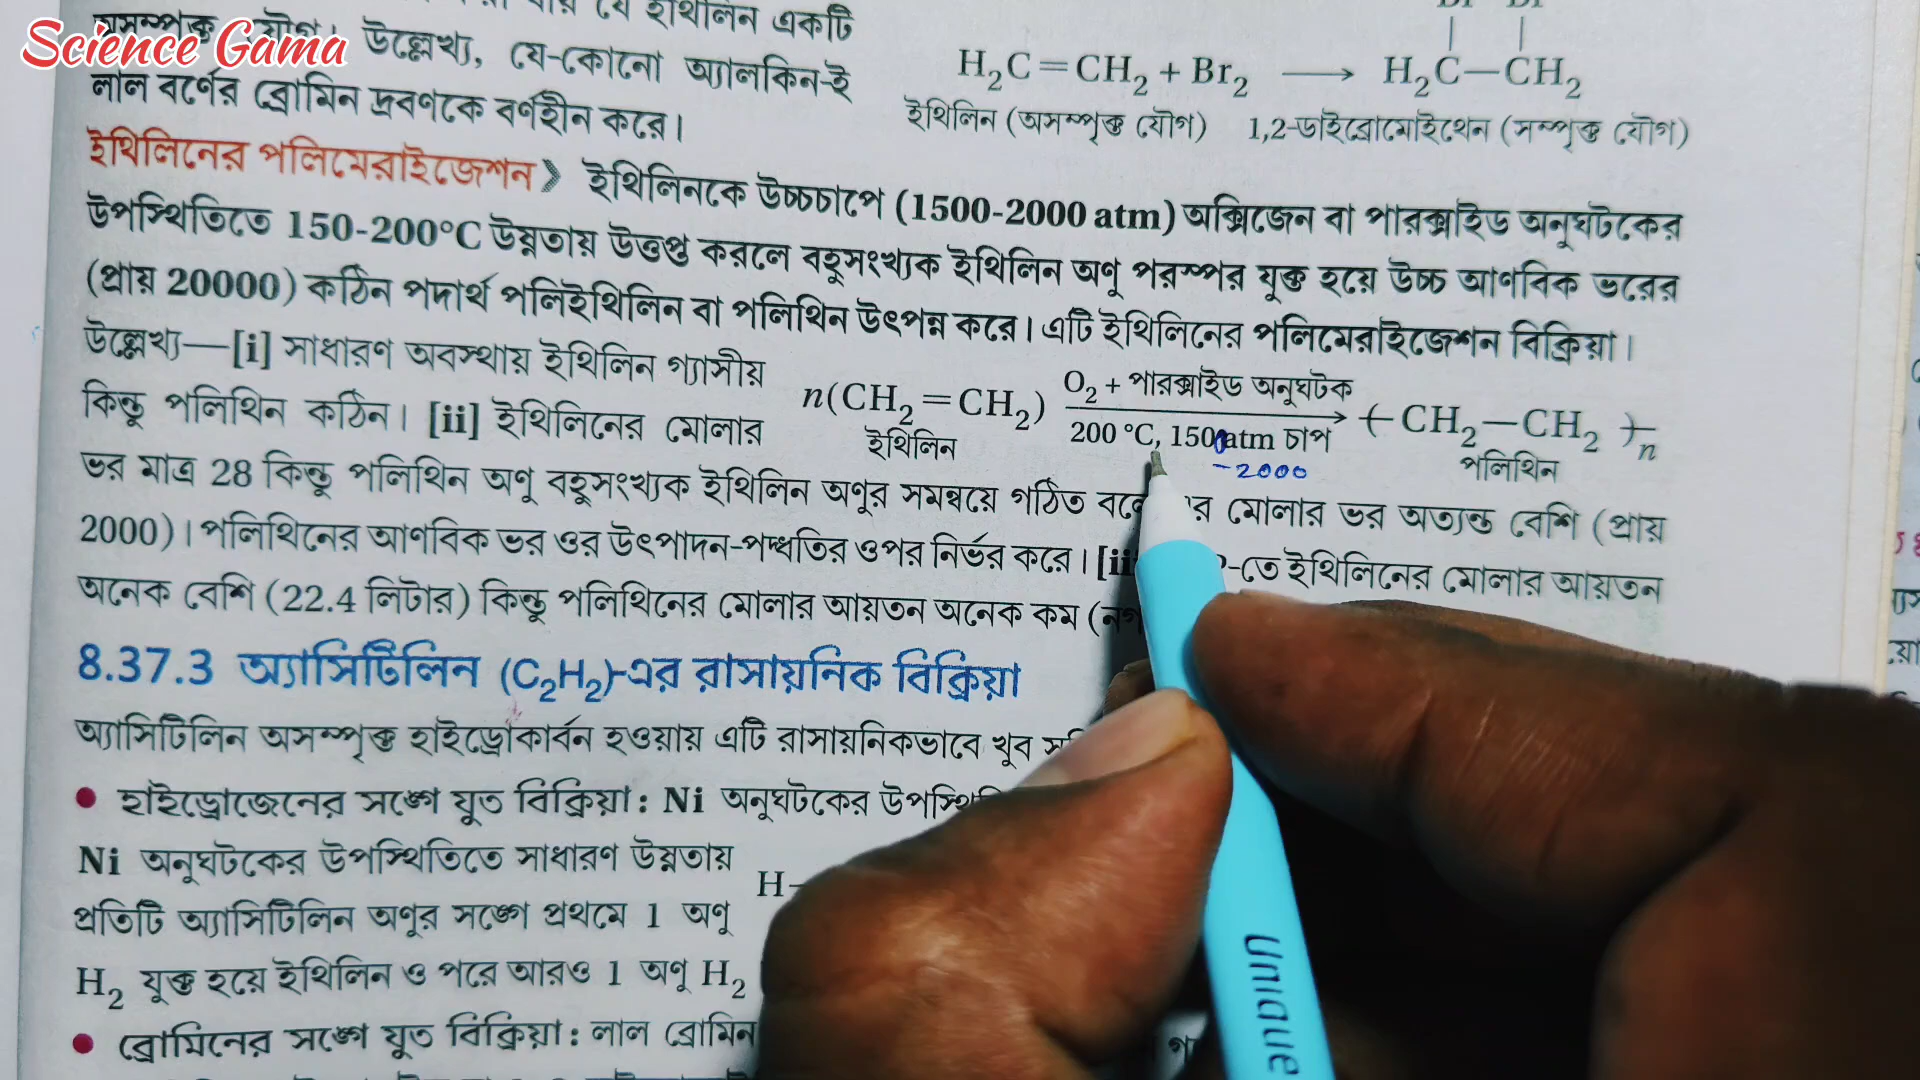 Science Gama
যে ইথিলিন একটি
অসম্পৃক্ত যৌগ। উল্লেখ্য, যে-কোনো অ্যালকিন-ই
লাল বর্ণের ব্রোমিন দ্রবণকে বর্ণহীন করে।
H₂C=CH₂ + Br₂ ⟶ H₂C—CH₂
ইথিলিন (অসম্পৃক্ত যৌগ) 1,2-ডাইব্রোমোইথেন (সম্পৃক্ত যৌগ)
ইথিলিনের পলিমেরাইজেশন》 ইথিলিনকে উচ্চচাপে (1500-2000 atm) অক্সিজেন বা পারক্সাইড অনুঘটকের
উপস্থিতিতে 150-200°C উষ্ণতায় উত্তপ্ত করলে বহুসংখ্যক ইথিলিন অণু পরস্পর যুক্ত হয়ে উচ্চ আণবিক ভরের
(প্রায় 20000) কঠিন পদার্থ পলিইথিলিন বা পলিথিন উৎপন্ন করে। এটি ইথিলিনের পলিমেরাইজেশন বিক্রিয়া।
উল্লেখ্য—[i] সাধারণ অবস্থায় ইথিলিন গ্যাসীয়
কিন্তু পলিথিন কঠিন। [ii] ইথিলিনের মোলার
O₂ + পারক্সাইড অনুঘটক
n(CH₂=CH₂) ⟶ (-CH₂—CH₂-)n
200 °C, 1500atm চাপ
-2000
ইথিলিন পলিথিন
ভর মাত্র 28 কিন্তু পলিথিন অণু বহুসংখ্যক ইথিলিন অণুর সমন্বয়ে গঠিত বলে র মোলার ভর অত্যন্ত বেশি (প্রায়
2000)। পলিথিনের আণবিক ভর ওর উৎপাদন-পদ্ধতির ওপর নির্ভর করে। [ii -তে ইথিলিনের মোলার আয়তন
অনেক বেশি (22.4 লিটার) কিন্তু পলিথিনের মোলার আয়তন অনেক কম
8.37.3 অ্যাসিটিলিন (C₂H₂)-এর রাসায়নিক বিক্রিয়া
অ্যাসিটিলিন অসম্পৃক্ত হাইড্রোকার্বন হওয়ায় এটি রাসায়নিকভাবে খুব
● হাইড্রোজেনের সঙ্গে যুত বিক্রিয়া: Ni অনুঘটকের
Ni অনুঘটকের উপস্থিতিতে সাধারণ উষ্ণতায়
প্রতিটি অ্যাসিটিলিন অণুর সঙ্গে প্রথমে 1 অণু
H–
H₂ যুক্ত হয়ে ইথিলিন ও পরে আরও 1 অণু H₂
● ব্রোমিনের সঙ্গে যুত বিক্রিয়া: লাল ব্রোমিন
unique